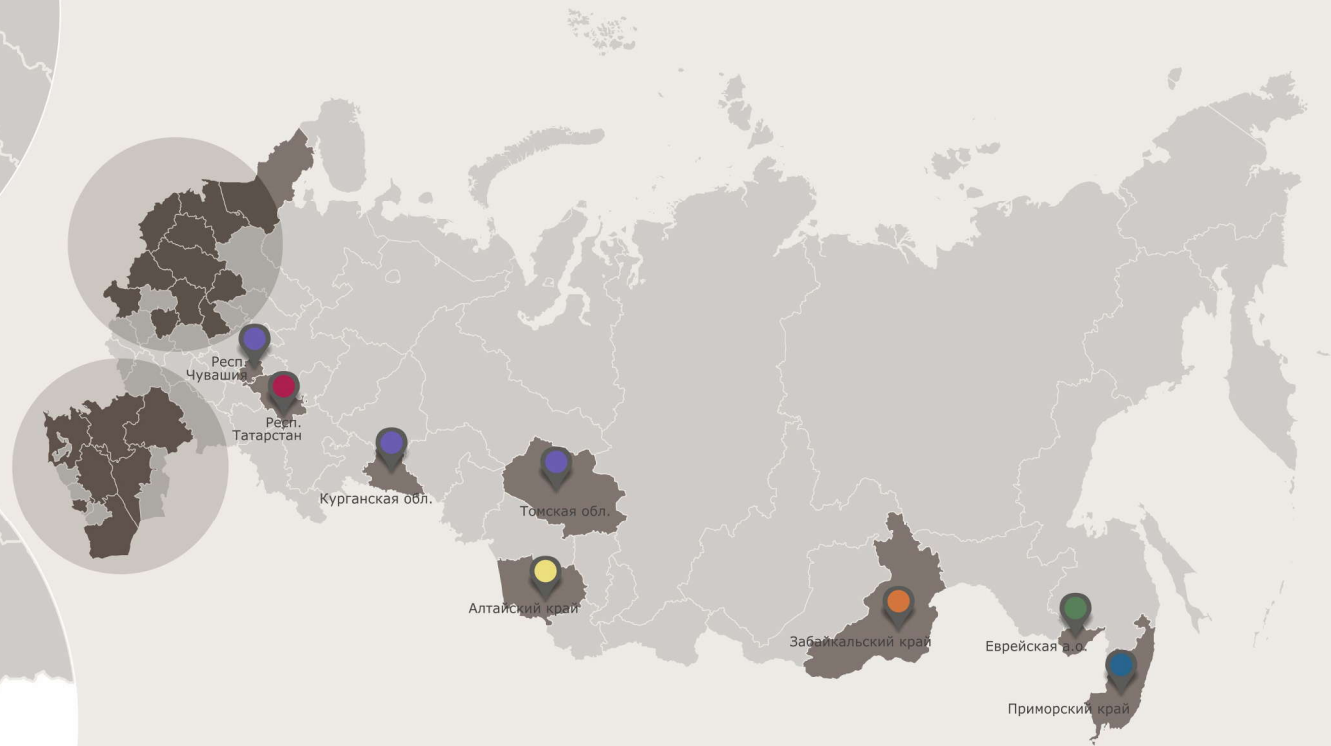 Респ.
Чувашия
Респ.
Татарстан
Курганская обл.
Томская обл.
Алтайский край
Забайкальский край
Еврейская а.о.
Приморский край